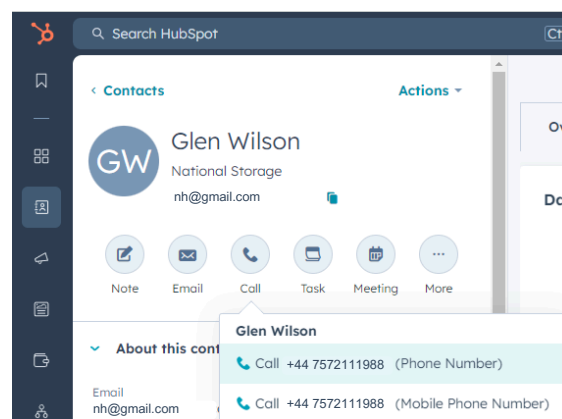 Search HubSpot
Ct
Contacts
Actions
GW
Glen Wilson
National Storage
nh@gmail.com
Note
Email
Call
Task
Meeting
More
Glen Wilson
Call +44 7572111988 (Phone Number)
Call +44 7572111988 (Mobile Phone Number)
About this cont
Email
nh@gmail.com
Ov
Da